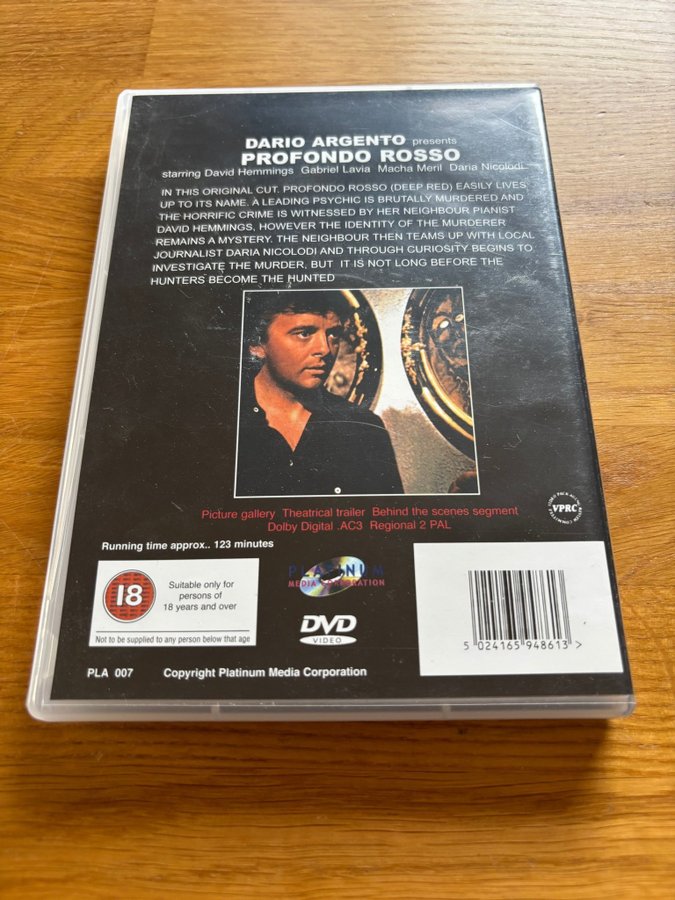 DARIO ARGENTO presents
PROFONDO ROSSO
starring David Hemmings Gabriel Lavia Macha Meril Daria Nicolodi
IN THIS ORIGINAL CUT. PROFONDO ROSSO (DEEP RED) EASILY LIVES
UP TO ITS NAME. A LEADING PSYCHIC IS BRUTALLY MURDERED AND
THE HORRIFIC CRIME IS WITNESSED BY HER NEIGHBOUR PIANIST
DAVID HEMMINGS, HOWEVER THE IDENTITY OF THE MURDERER
REMAINS A MYSTERY. THE NEIGHBOUR THEN TEAMS UP WITH LOCAL
JOURNALIST DARIA NICOLODI AND THROUGH CURIOSITY BEGINS TO
INVESTIGATE THE MURDER, BUT IT IS NOT LONG BEFORE THE
HUNTERS BECOME THE HUNTED
Picture gallery Theatrical trailer Behind the scenes segment
Dolby Digital .AC3 Regional 2 PAL
VPRC
Running time approx.. 123 minutes
18
Suitable only for
persons of
18 years and over
Not to be supplied to any person below that age
PLATINUM
MEDIA CORPORATION
DVD
VIDEO
5 024165 948613 >
PLA 007 Copyright Platinum Media Corporation